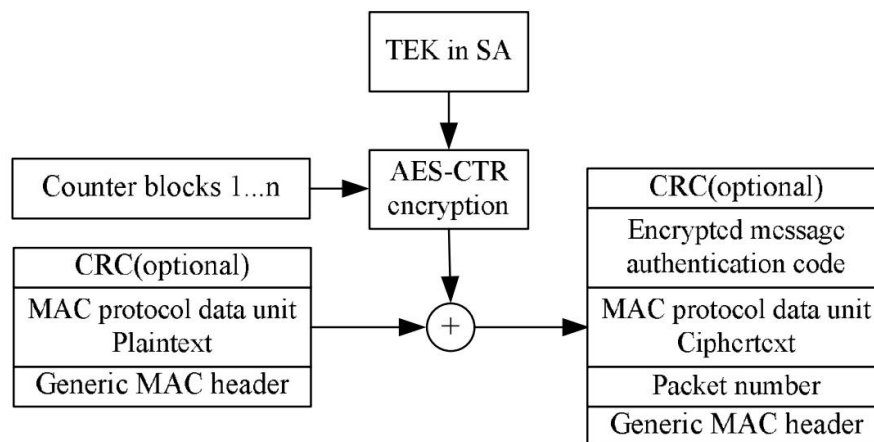 TEK in SA
Counter blocks 1...n
AES-CTR
encryption
CRC(optional)
MAC protocol data unit
Plaintext
Generic MAC header
+
CRC(optional)
Encrypted message
authentication code
MAC protocol data unit
Ciphertext
Packet number
Generic MAC header